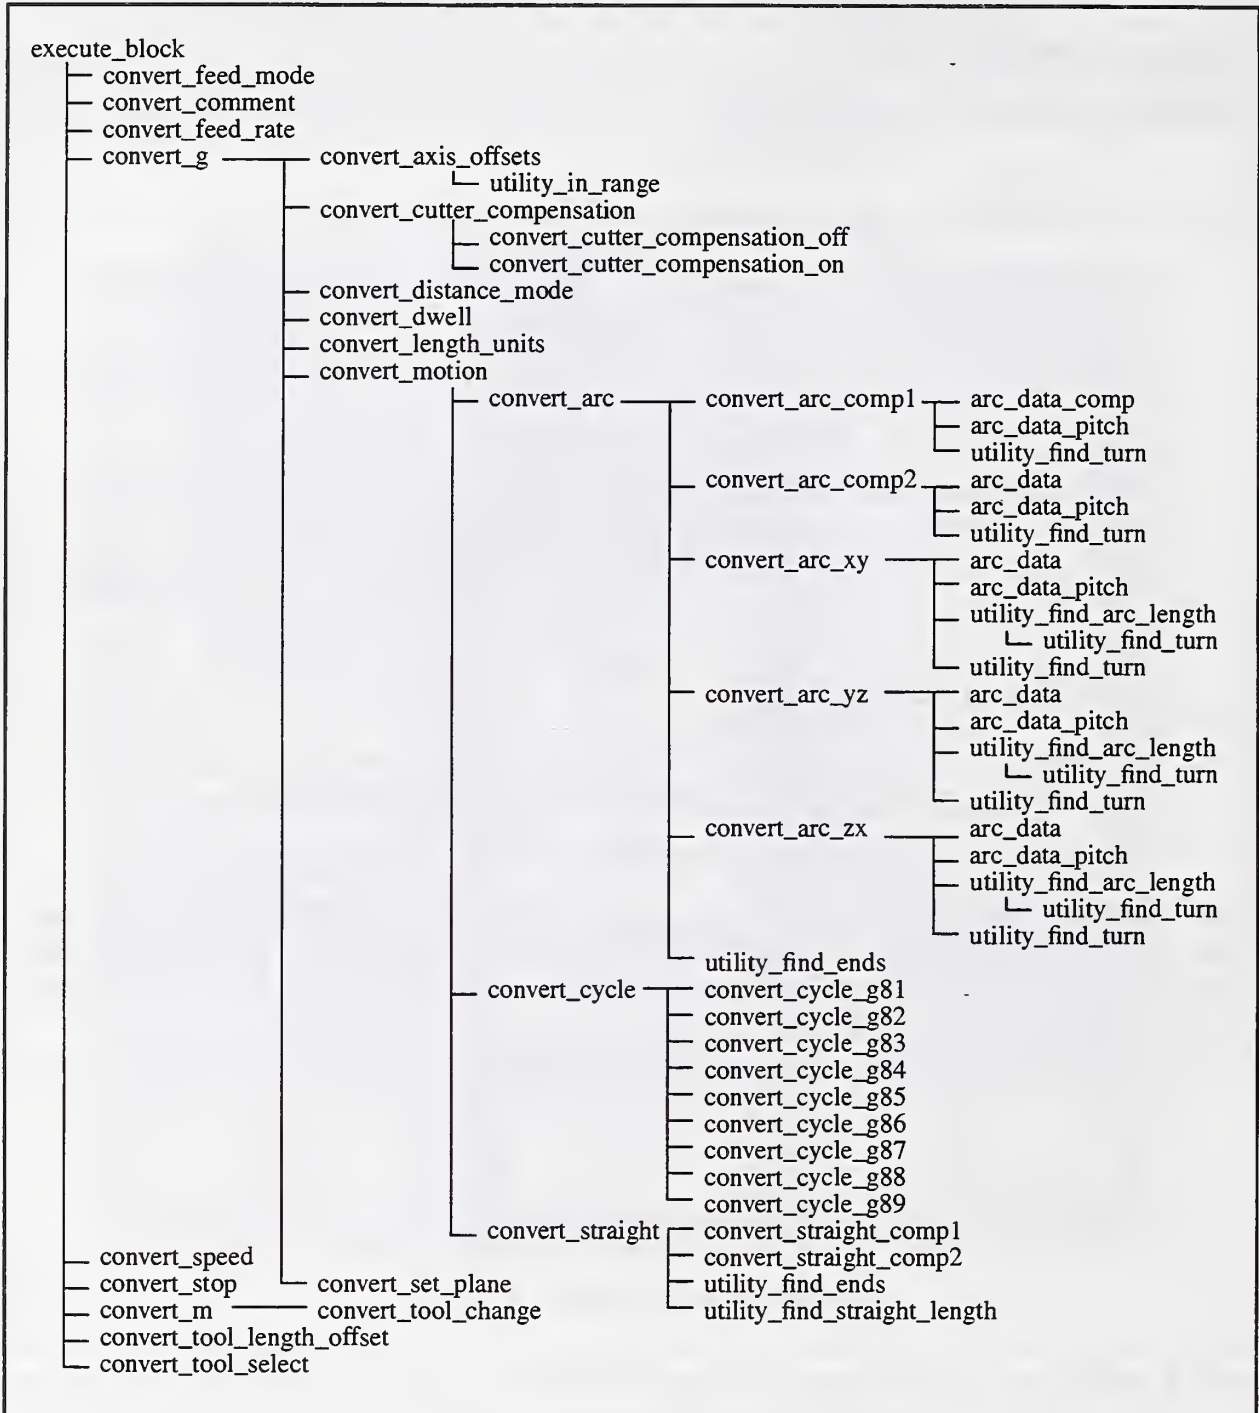 execute_block
convert_feed_mode
convert_comment
convert_feed_rate
convert_g
convert_axis_offsets
utility_in_range
convert_cutter_compensation
convert_cutter_compensation_off
convert_cutter_compensation_on
convert_distance_mode
convert_dwell
convert_length_units
convert_motion
convert_arc
convert_arc_comp1
arc_data_comp
arc_data_pitch
utility_find_turn
convert_arc_comp2
arc_data
arc_data_pitch
utility_find_turn
convert_arc_xy
arc_data
arc_data_pitch
utility_find_arc_length
utility_find_turn
utility_find_turn
convert_arc_yz
arc_data
arc_data_pitch
utility_find_arc_length
utility_find_turn
utility_find_turn
convert_arc_zx
arc_data
arc_data_pitch
utility_find_arc_length
utility_find_turn
utility_find_turn
utility_find_ends
convert_cycle
convert_cycle_g81
convert_cycle_g82
convert_cycle_g83
convert_cycle_g84
convert_cycle_g85
convert_cycle_g86
convert_cycle_g87
convert_cycle_g88
convert_cycle_g89
convert_straight
convert_straight_comp1
convert_straight_comp2
utility_find_ends
utility_find_straight_length
convert_set_plane
convert_speed
convert_stop
convert_m
convert_tool_change
convert_tool_length_offset
convert_tool_select